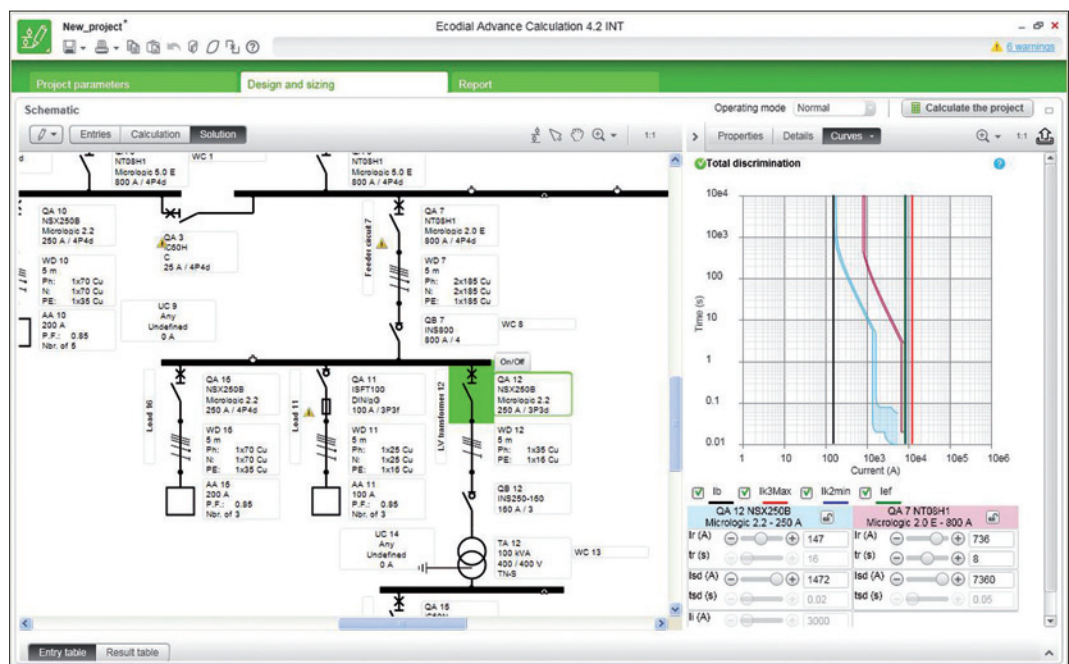 New_project*
Ecodial Advance Calculation 4.2 INT
6 warnings
Project parameters
Design and sizing
Report
Schematic
Operating mode
Normal
Calculate the project
Entries
Calculation
Solution
1:1
Properties
Details
Curves
1:1
NT08H1
Micrologic 5.0 E
800 A / 4P4d
WC 1
NT08H1
Micrologic 5.0 E
800 A / 4P4d
QA 10
NSX250B
Micrologic 2.2
250 A / 4P4d
WD 10
5 m
Ph: 1x70 Cu
N: 1x70 Cu
PE: 1x35 Cu
AA 10
200 A
P.F.: 0.85
Nbr. of 5
QA 3
iC60H
C
25 A / 4P4d
UC 9
Any
Undefined
0 A
Feeder circuit 7
QA 7
NT08H1
Micrologic 2.0 E
800 A / 4P4d
WD 7
5 m
Ph: 2x185 Cu
N: 2x185 Cu
PE: 1x185 Cu
QB 7
INS800
800 A / 4
WC 8
On/Off
Load 16
QA 16
NSX250B
Micrologic 2.2
250 A / 4P4d
WD 16
5 m
Ph: 1x70 Cu
N: 1x70 Cu
PE: 1x35 Cu
200 A
P.F.: 0.85
Nbr. of 3
Load 11
QA 11
ISFT100
DIN/gG
100 A / 3P3f
WD 11
5 m
Ph: 1x25 Cu
N: 1x25 Cu
PE: 1x16 Cu
AA 11
100 A
P.F.: 0.85
Nbr. of 3
LV transformer 12
QA 12
NSX250B
Micrologic 2.2
250 A / 3P3d
WD 12
5 m
Ph: 1x35 Cu
PE: 1x16 Cu
QB 12
INS250-160
160 A / 3
UC 14
Any
Undefined
0 A
TA 12
100 kVA
400 / 400 V
TN-S
WC 13
Total discrimination
10e4
10e3
100
10
1
0.1
0.01
Time (s)
1
10
100
10e3
10e4
10e5
10e6
Current (A)
Ib
Ik3Max
Ik2min
Ief
QA 12 NSX250B
Micrologic 2.2 - 250 A
QA 7 NT08H1
Micrologic 2.0 E - 800 A
Ir (A)
147
Ir (A)
736
tr (s)
16
tr (s)
8
Isd (A)
1472
Isd (A)
7360
tsd (s)
0.02
tsd (s)
0.05
Ii (A)
3000
Entry table
Result table